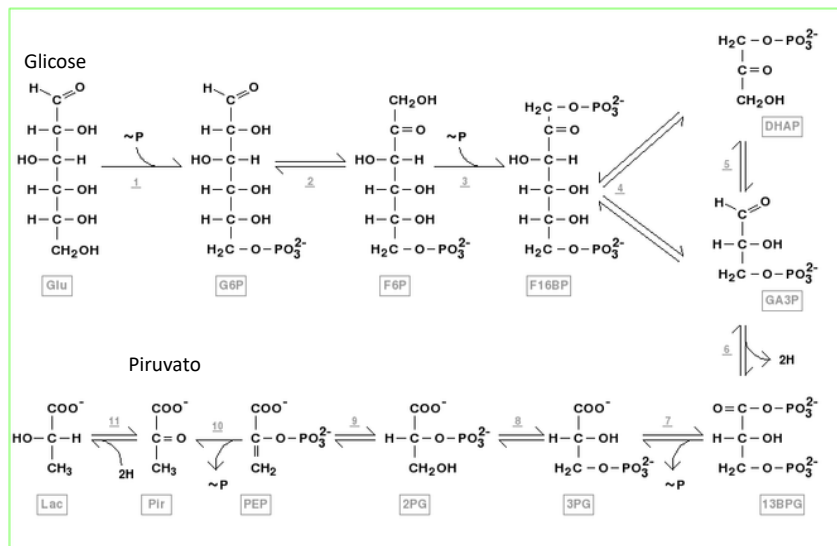 Glicose
H O
C
H–C–OH
HO–C–H
H–C–OH
H–C–OH
CH₂OH
Glu
~P
1
H O
C
H–C–OH
HO–C–H
H–C–OH
H–C–OH
H₂C–O–PO₃²⁻
G6P
2
CH₂OH
C=O
HO–C–H
H–C–OH
H–C–OH
H₂C–O–PO₃²⁻
F6P
~P
3
H₂C–O–PO₃²⁻
C=O
HO–C–H
H–C–OH
H–C–OH
H₂C–O–PO₃²⁻
F16BP
4
H₂C–O–PO₃²⁻
C=O
H₃COH
DHAP
5
H O
C
H–C–OH
H₂C–O–PO₃²⁻
GA3P
6
2H
Piruvato
COO⁻
HO–C–H
CH₃
Lac
11
2H
COO⁻
C=O
CH₃
Pir
10
~P
COO⁻
C–O–PO₃²⁻
CH₂
PEP
9
COO⁻
H–C–O–PO₃²⁻
CH₂OH
2PG
8
COO⁻
H–C–OH
H₂C–O–PO₃²⁻
3PG
7
~P
O=C–O–PO₃²⁻
H–C–OH
H₂C–O–PO₃²⁻
13BPG